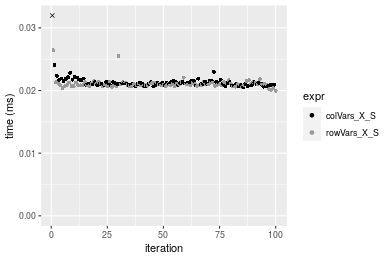 0.03
0.02
0.01
0.00
0
25
50
75
100
iteration
time (ms)
expr
colVars_X_S
rowVars_X_S